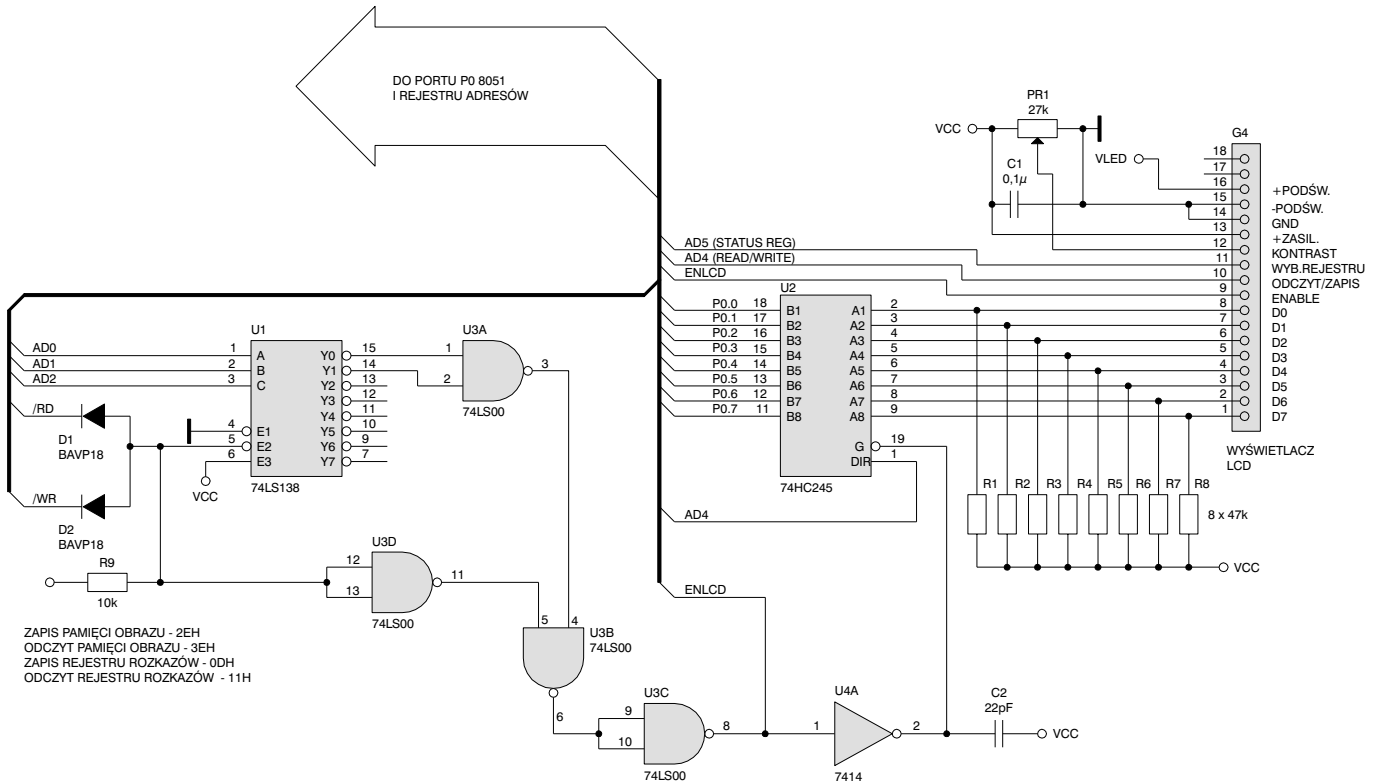 DO PORTU P0 8051
I REJESTRU ADRESÓW
PR1
27k
VCC
C1
0,1µ
VLED
G4
18
17
16
15
14
13
12
11
10
9
8
7
6
5
4
3
2
1
+PODŚW.
-PODŚW.
GND
+ZASIL.
KONTRAST
WYB.REJESTRU
ODCZYT/ZAPIS
ENABLE
D0
D1
D2
D3
D4
D5
D6
D7
WYŚWIETLACZ
LCD
AD5 (STATUS REG)
AD4 (READ/WRITE)
ENLCD
U2
P0.0 18 B1 A1 2
P0.1 17 B2 A2 3
P0.2 16 B3 A3 4
P0.3 15 B4 A4 5
P0.4 14 B5 A5 6
P0.5 13 B6 A6 7
P0.6 12 B7 A7 8
P0.7 11 B8 A8 9
G 19
DIR 1
74HC245
AD4
R1 R2 R3 R4 R5 R6 R7 R8
8 x 47k
VCC
U1
AD0 1 A Y0 15
AD1 2 B Y1 14
AD2 3 C Y2 13
Y3 12
/RD Y4 11
4 E1 Y5 10
5 E2 Y6 9
6 E3 Y7 7
VCC
74LS138
D1
BAVP18
/WR
D2
BAVP18
R9
10k
U3A
1
2
3
74LS00
U3D
12
13
11
74LS00
ENLCD
5 4
U3B
74LS00
6
U3C
9
10
8
74LS00
U4A
1
2
7414
C2
22pF
VCC
ZAPIS PAMIĘCI OBRAZU - 2EH
ODCZYT PAMIĘCI OBRAZU - 3EH
ZAPIS REJESTRU ROZKAZÓW - 0DH
ODCZYT REJESTRU ROZKAZÓW - 11H